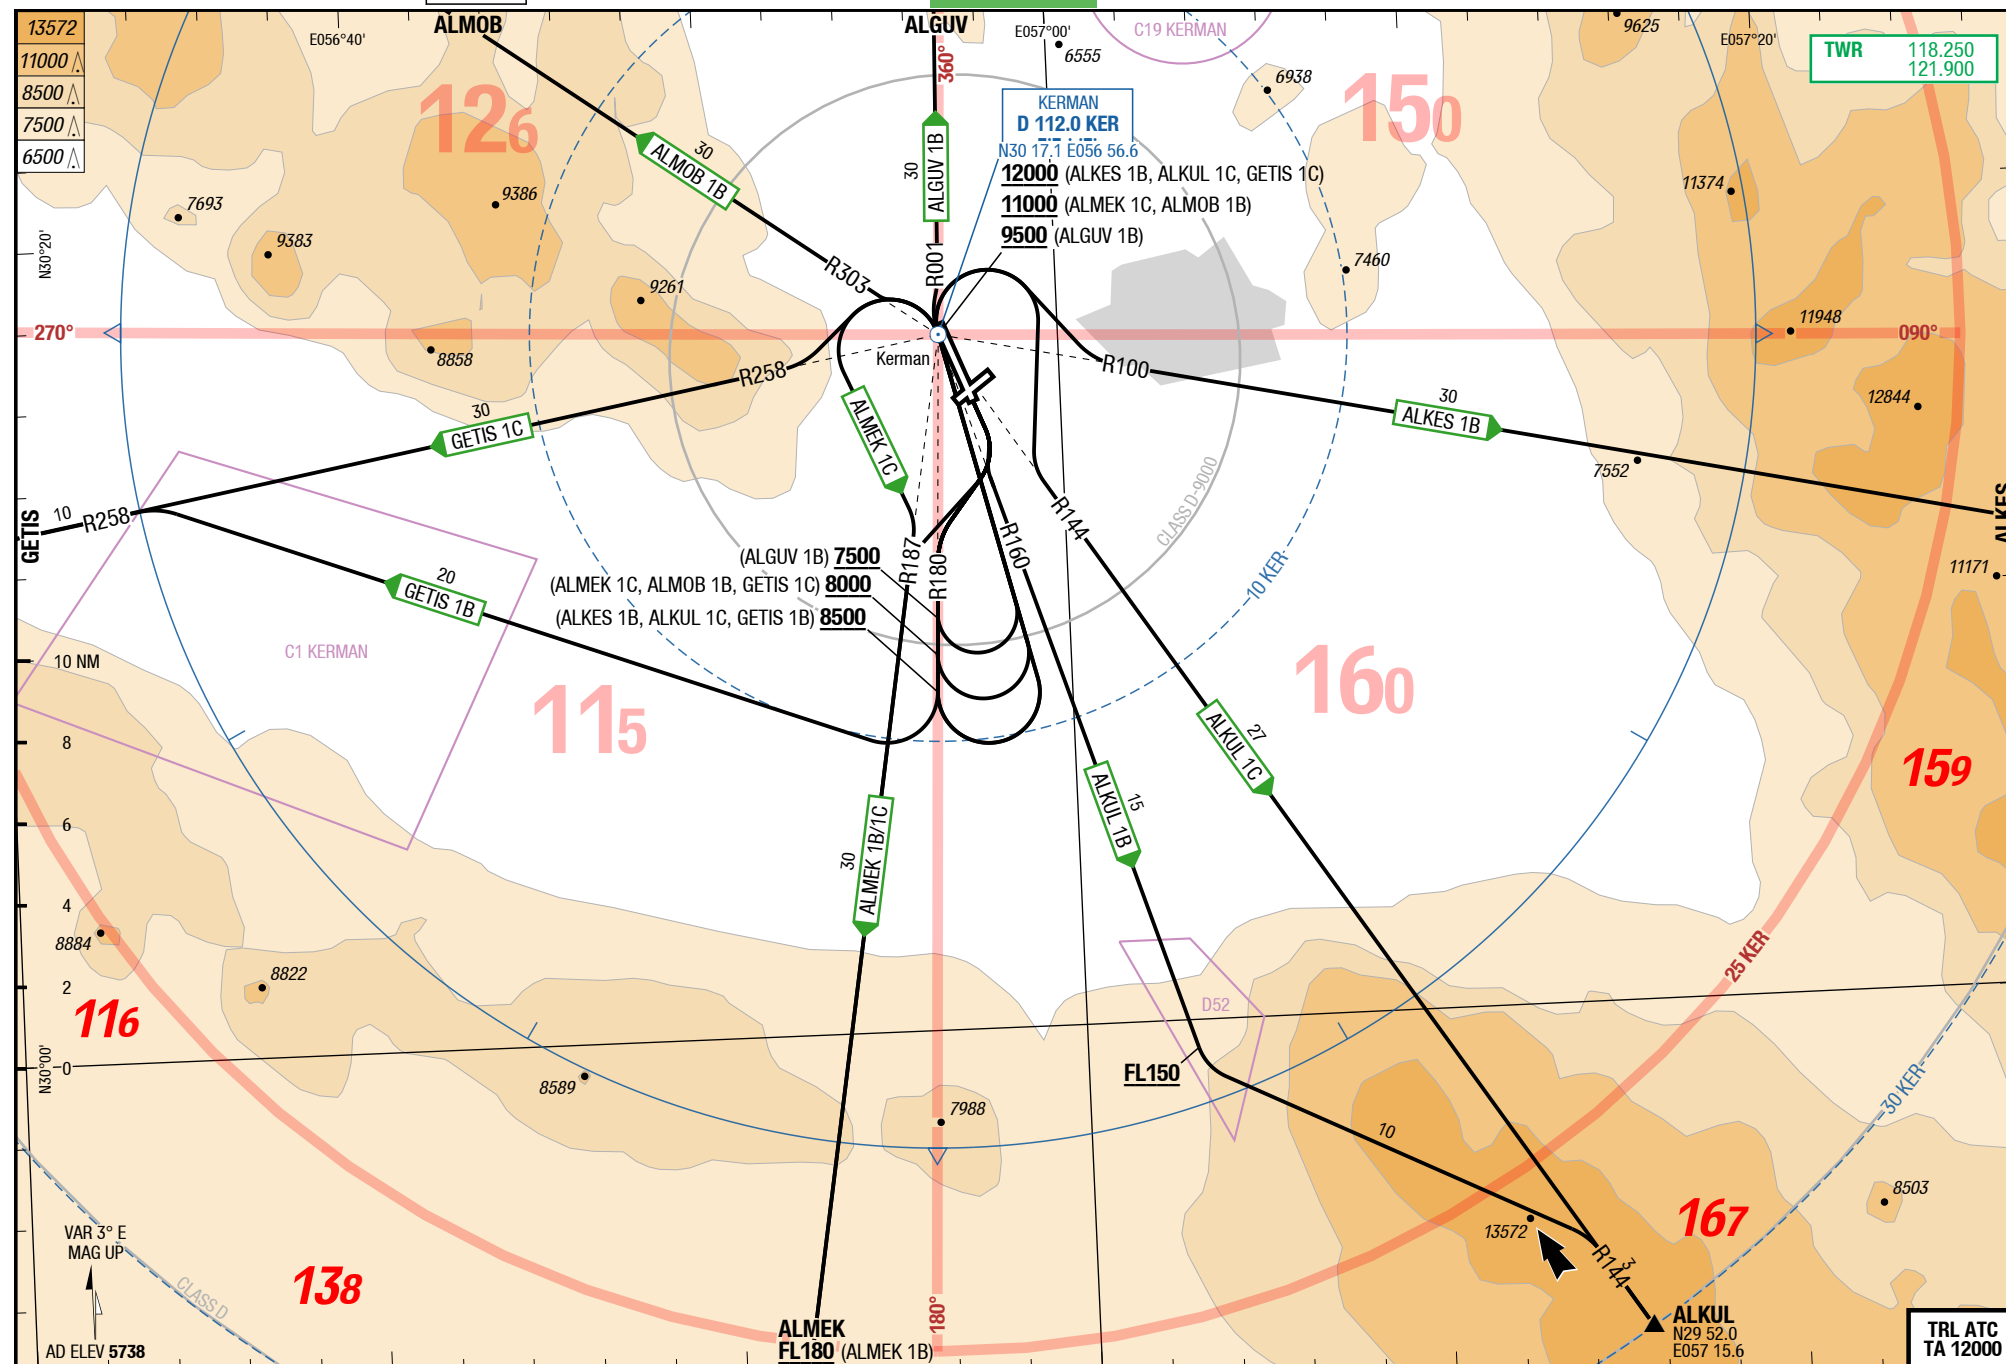 13572
11000
8500
7500
6500
E056°40'
ALMOB
ALGUV
E057°00'
6555
C19 KERMAN
9625
E057°20'
TWR 118.250
121.900
360°
6938
126
150
KERMAN
D 112.0 KER
N30 17.1 E056 56.6
12000 (ALKES 1B, ALKUL 1C, GETIS 1C)
11000 (ALMEK 1C, ALMOB 1B)
9500 (ALGUV 1B)
30
ALMOB 1B
30
ALGUV 1B
11374
7693
9386
9383
N30°20'
R303
R001
7460
9261
11948
270°
090°
8858
Kerman
R258
R100
12844
30
GETIS 1C
ALMEK 1C
30
ALKES 1B
7552
CLASS D-9000
GETIS
10
R258
R144
ALKES
R160
R187
R180
(ALGUV 1B) 7500
(ALMEK 1C, ALMOB 1B, GETIS 1C) 8000
(ALKES 1B, ALKUL 1C, GETIS 1B) 8500
10 KER
11171
20
GETIS 1B
C1 KERMAN
10 NM
115
160
8
27
ALKUL 1C
159
6
15
ALKUL 1B
30
ALMEK 1B/1C
4
8884
25 KER
8822
2
D52
116
N30°00'
0
FL150
8589
7988
30 KER
10
8503
167
13572
VAR 3° E
MAG UP
138
CLASS D
3
R144
180°
ALMEK
FL180 (ALMEK 1B)
ALKUL
N29 52.0
E057 15.6
TRL ATC
TA 12000
AD ELEV 5738